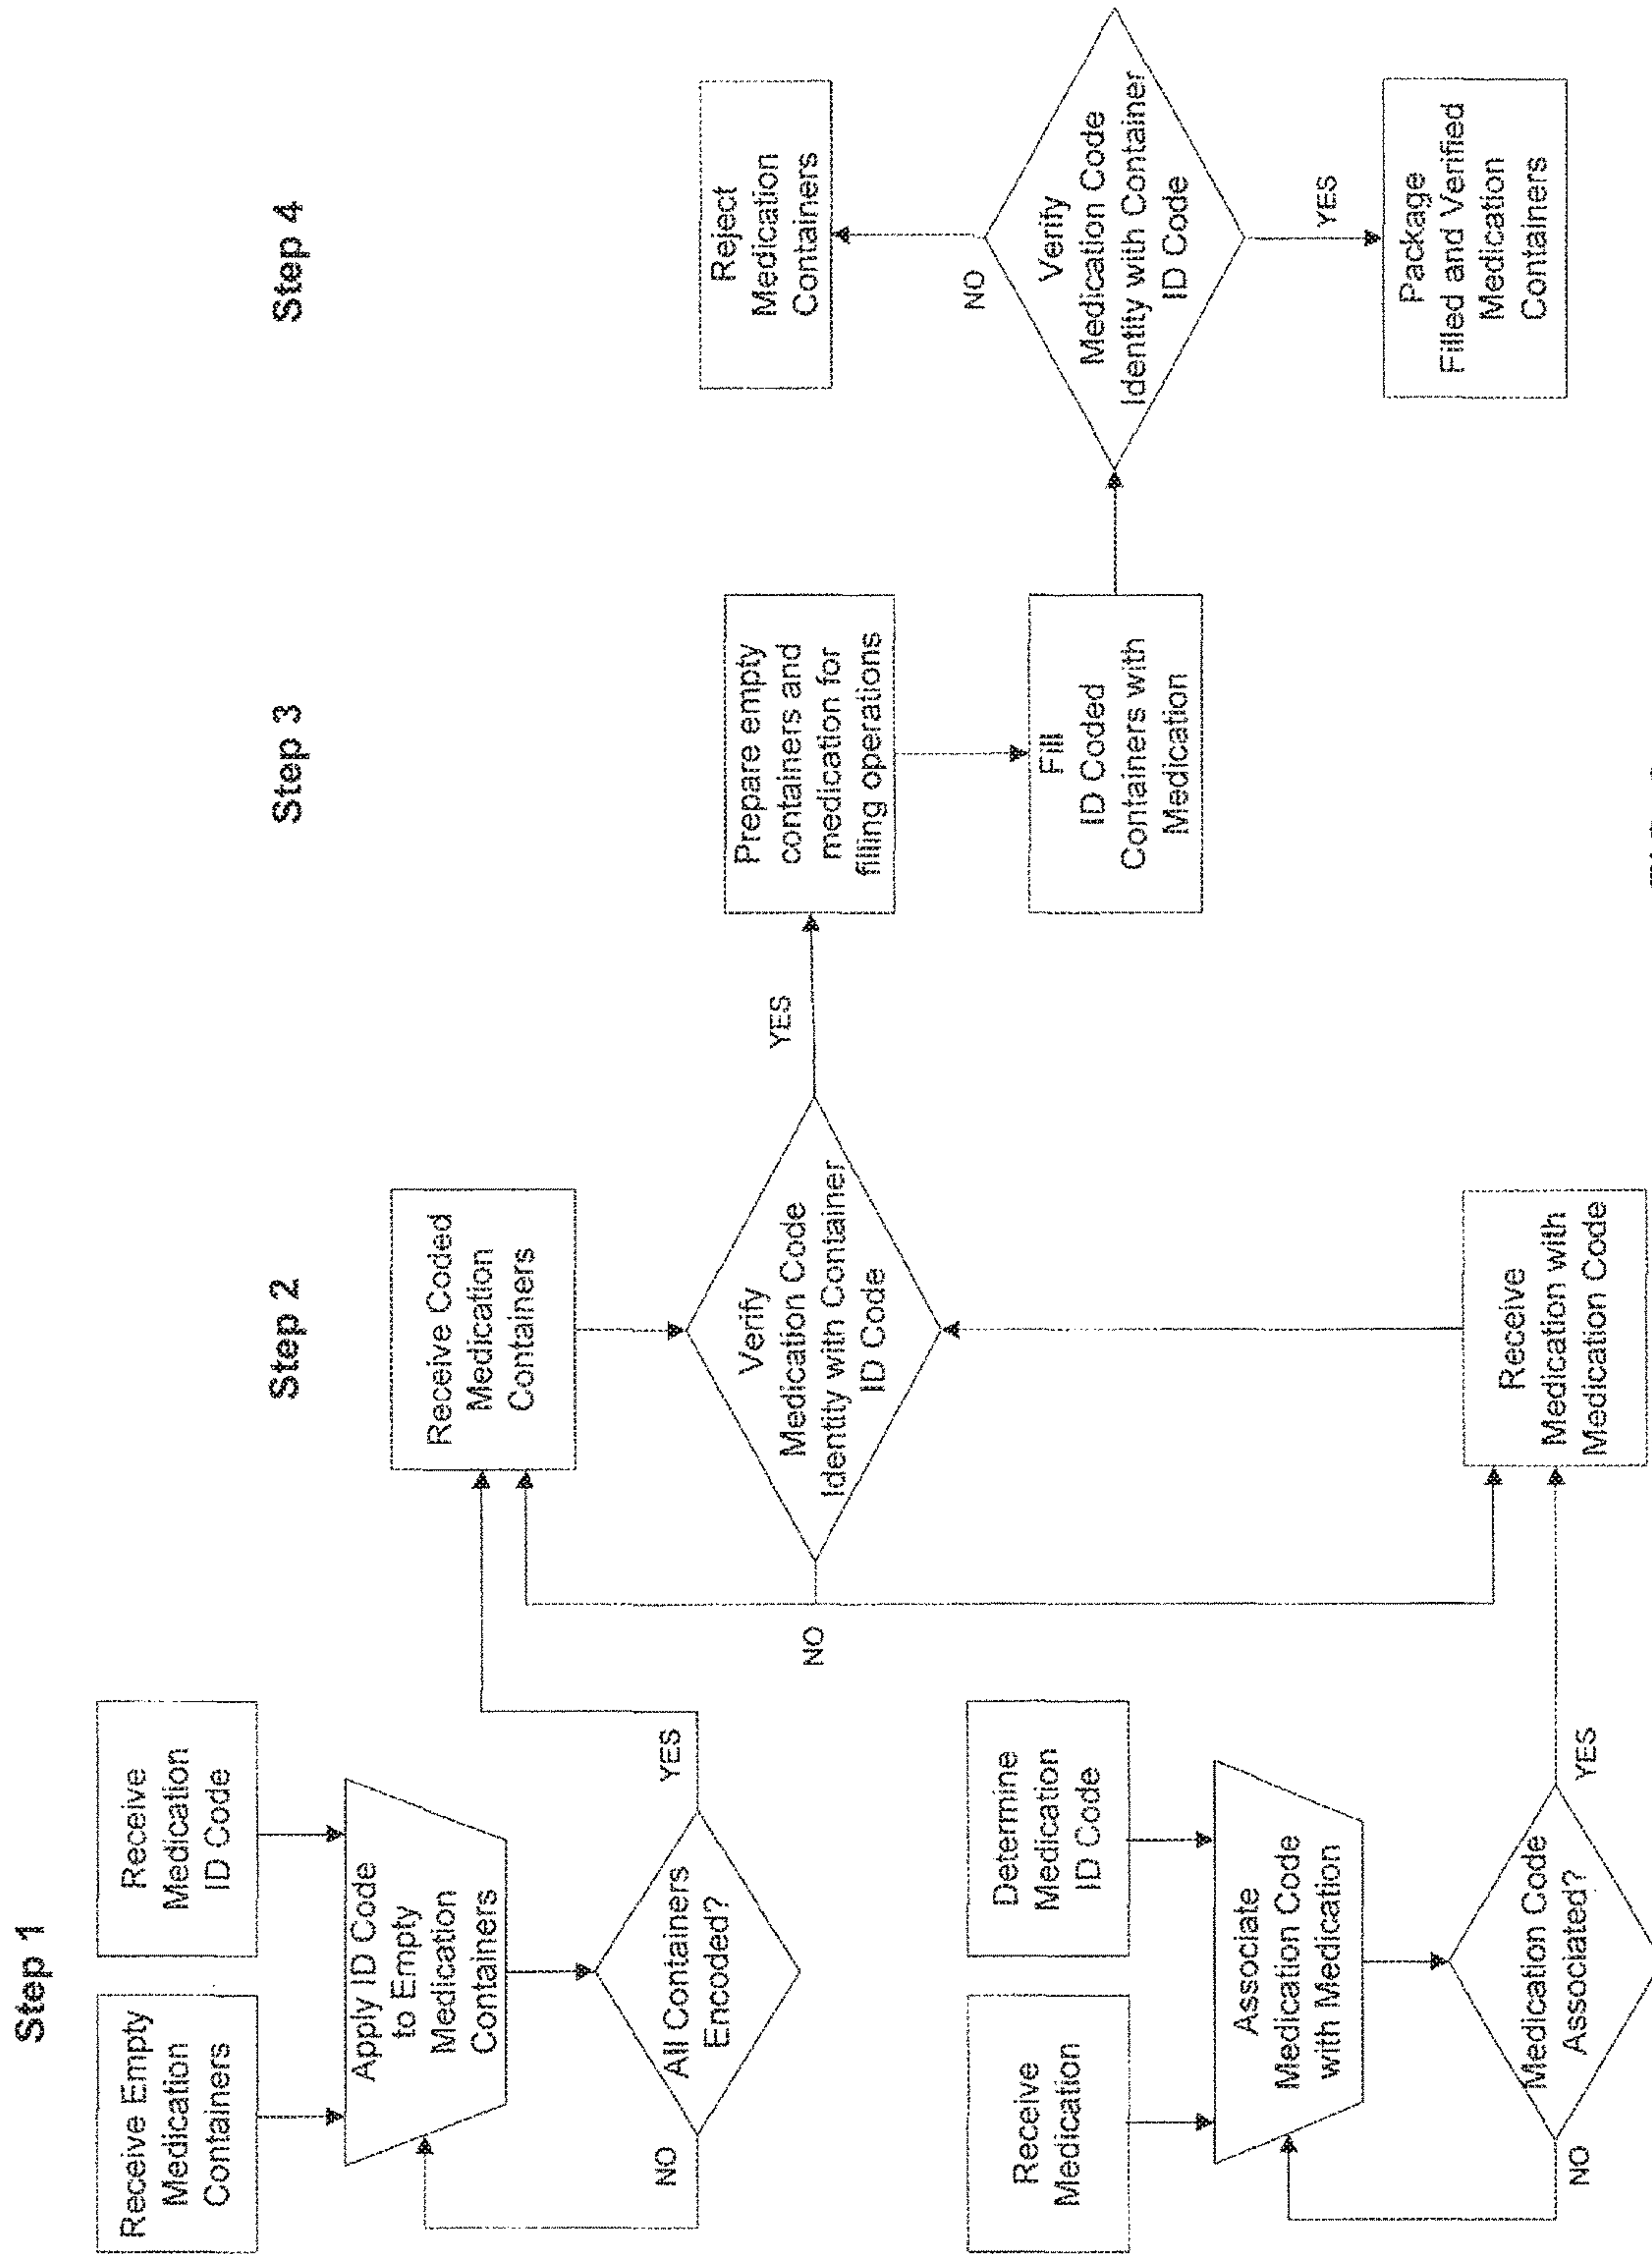 Step 1
Receive Empty
Medication
Containers
Receive
Medication
ID Code
Apply ID Code
to Empty
Medication
Containers
All Containers
Encoded?
NO
YES
Receive
Medication
Determine
Medication
ID Code
Associate
Medication Code
with Medication
Medication Code
Associated?
NO
YES
Step 2
Receive Coded
Medication
Containers
Verify
Medication Code
Identity with Container
ID Code
NO
YES
Receive
Medication with
Medication Code
Step 3
Prepare empty
containers and
medication for
filling operations
Fill
ID Coded
Containers with
Medication
Step 4
Reject
Medication
Containers
NO
Verify
Medication Code
Identity with Container
ID Code
YES
Package
Filled and Verified
Medication
Containers